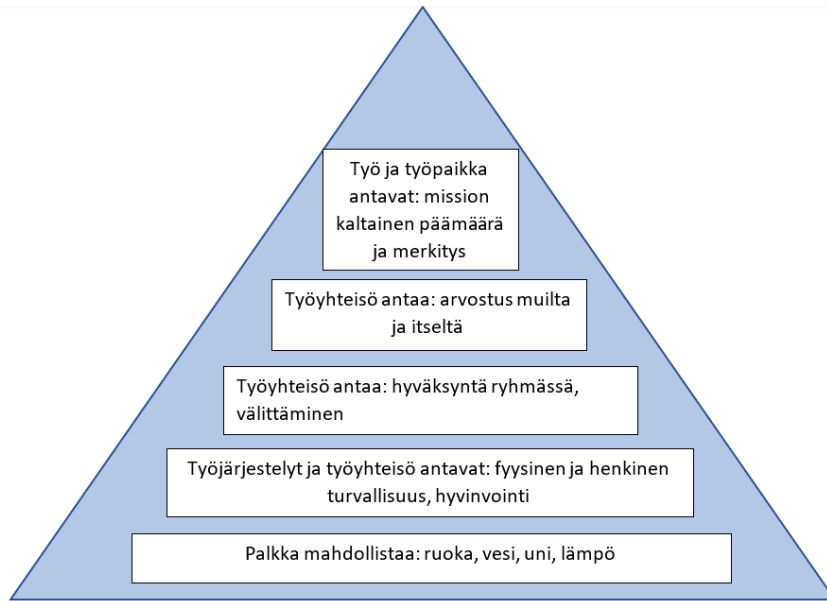 Työ ja työpaikka
antavat: mission
kaltainen päämäärä
ja merkitys
Työyhteisö antaa: arvostus muilta
ja itseltä
Työyhteisö antaa: hyväksyntä ryhmässä,
välittäminen
Työjärjestelyt ja työyhteisö antavat: fyysinen ja henkinen
turvallisuus, hyvinvointi
Palkka mahdollistaa: ruoka, vesi, uni, lämpö